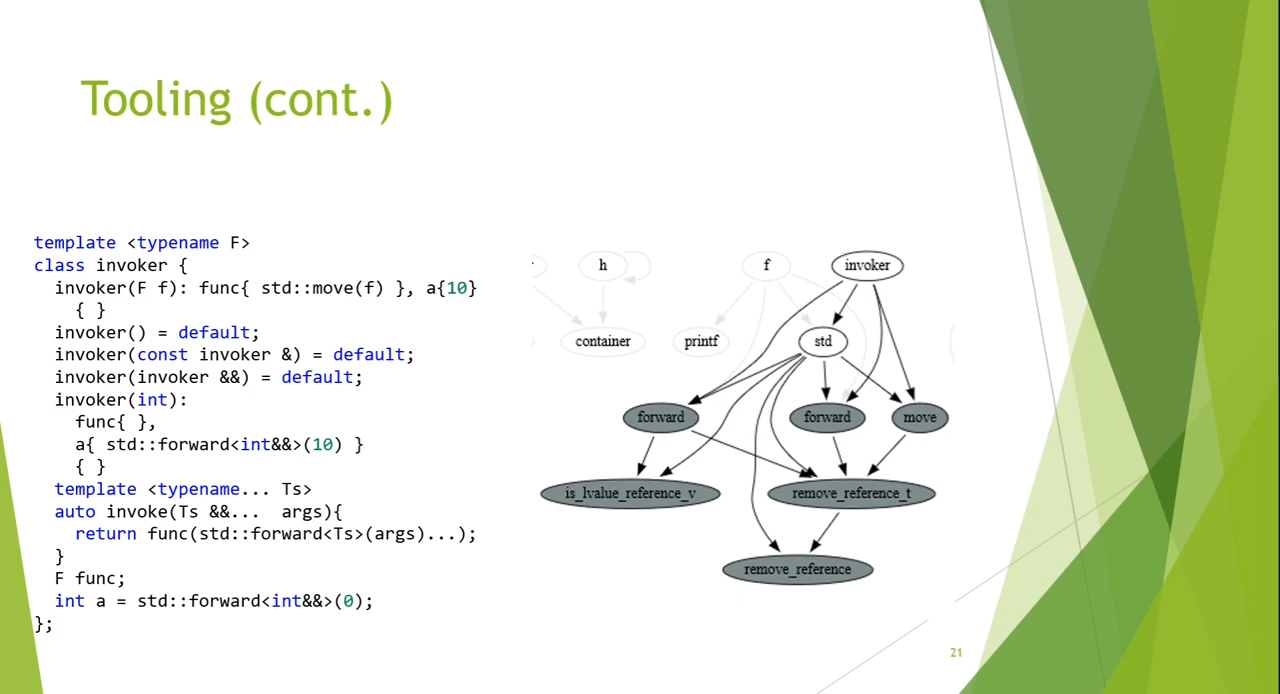 Tooling (cont.)
template <typename F>
class invoker {
invoker(F f): func{ std::move(f) }, a{10}
{ }
invoker() = default;
invoker(const invoker &) = default;
invoker(invoker &&) = default;
invoker(int):
func{ },
a{ std::forward<int&&>(10) }
{ }
template <typename... Ts>
auto invoke(Ts &&...  args){
return func(std::forward<Ts>(args)...);
}
F func;
int a = std::forward<int&&>(0);
};
h
f
invoker
container
printf
std
forward
forward
move
is_lvalue_reference_v
remove_reference_t
remove_reference
21